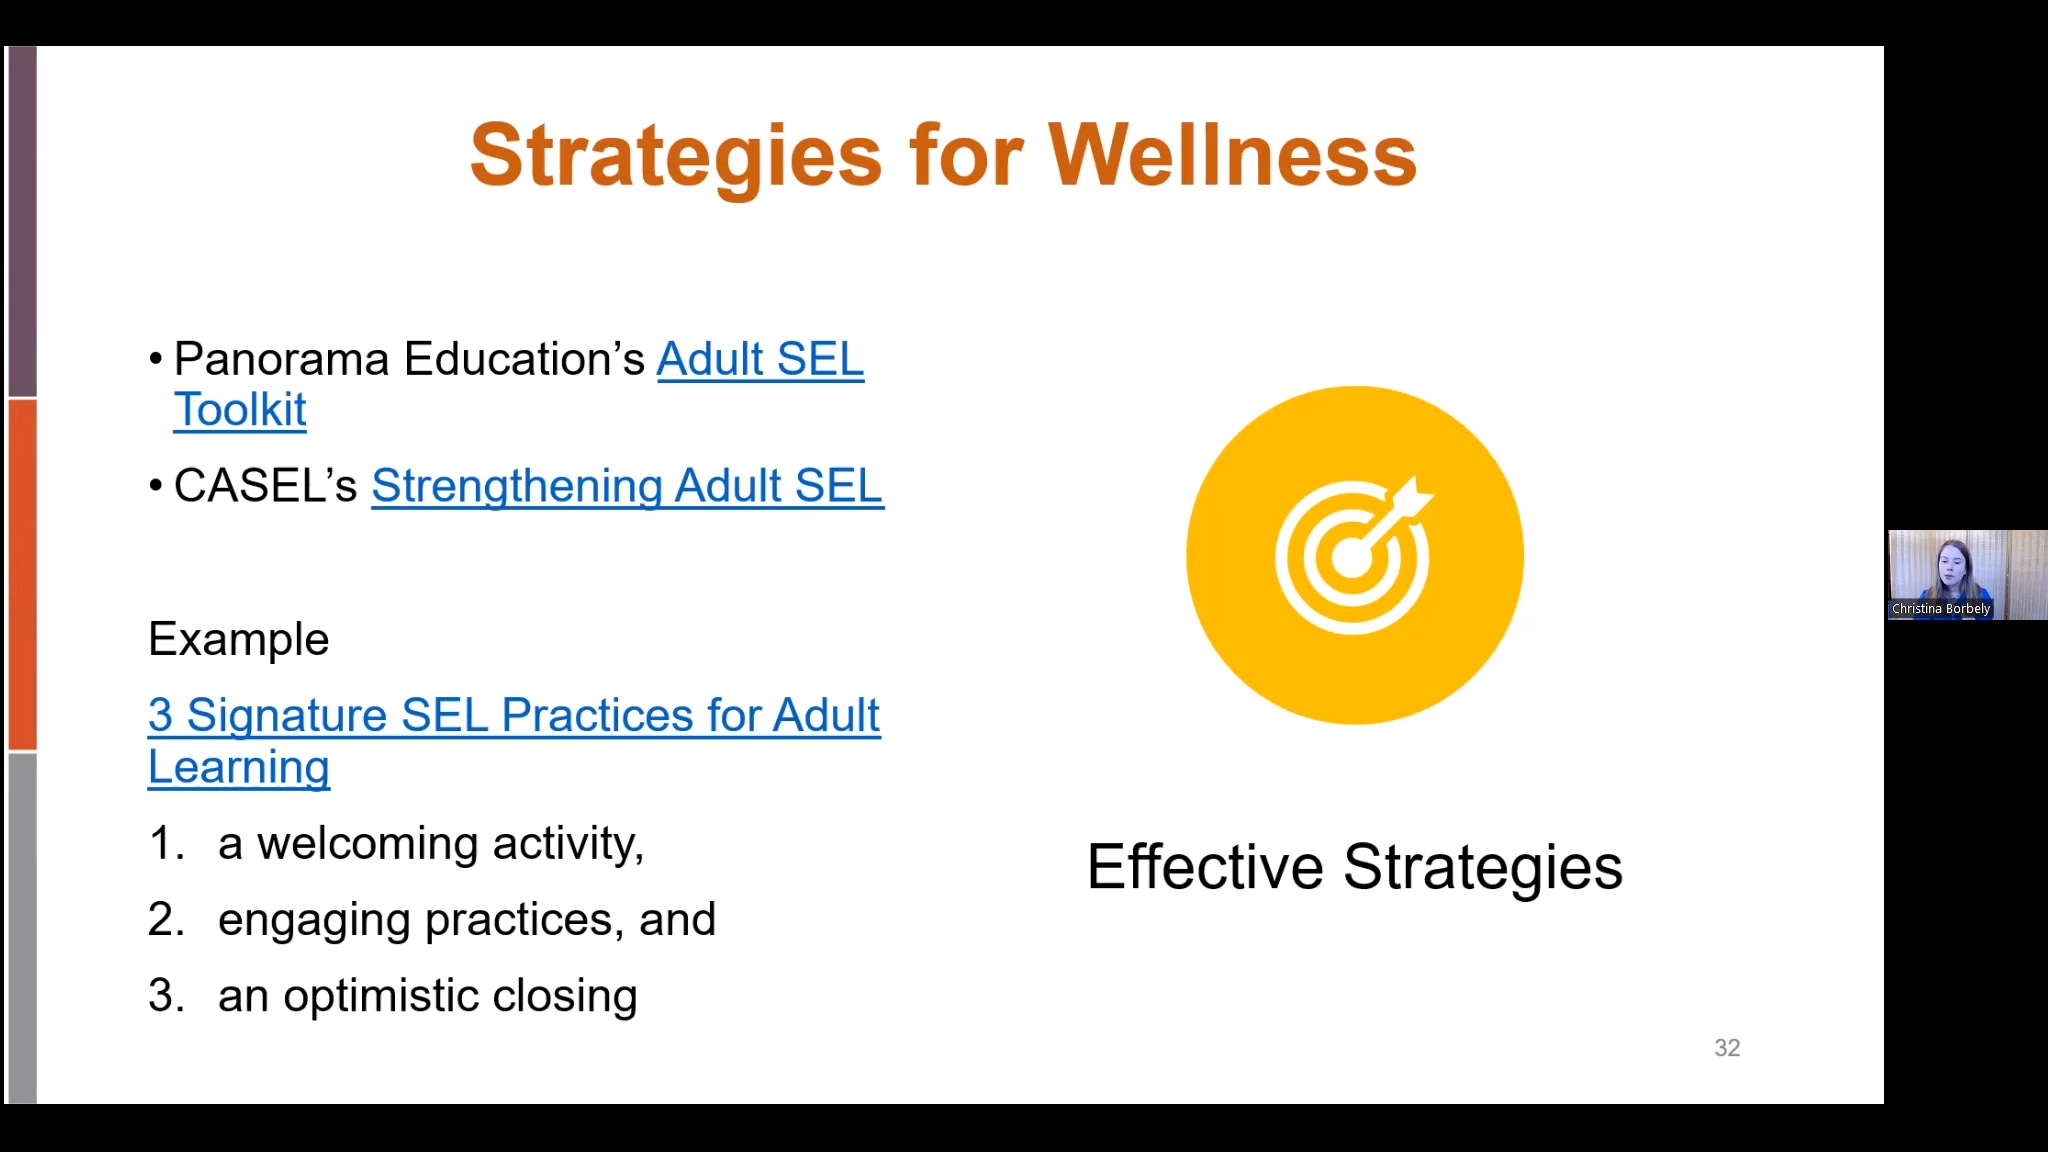 Strategies for Wellness
• Panorama Education’s Adult SEL
Toolkit
• CASEL’s Strengthening Adult SEL
Example
3 Signature SEL Practices for Adult
Learning
1. a welcoming activity,
2. engaging practices, and
3. an optimistic closing
Effective Strategies
32
Christina Borbely